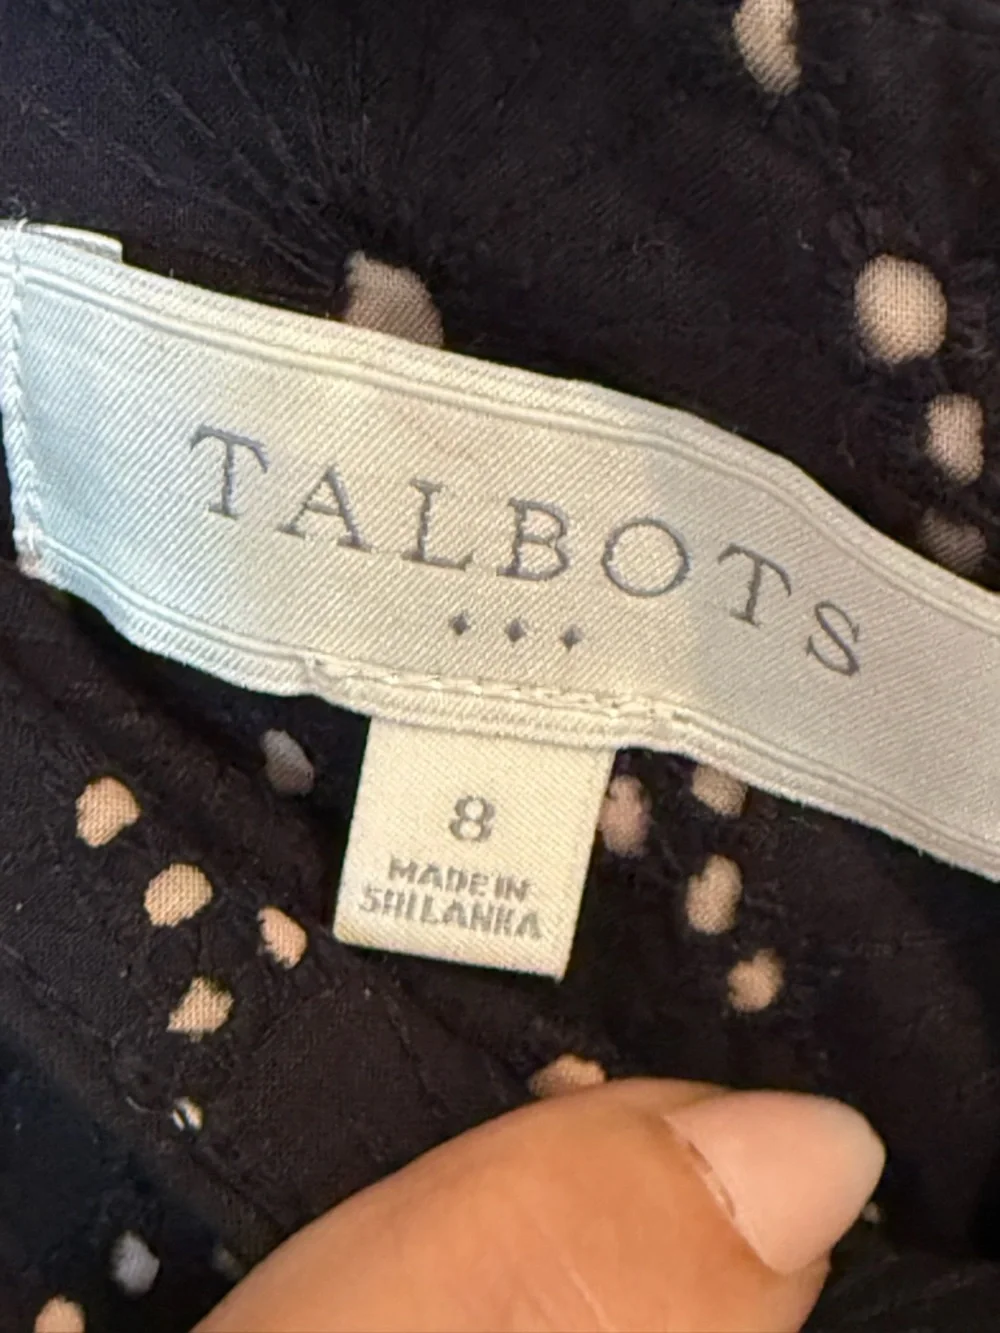 TALBOTS
8
MADE IN
SRI LANKA